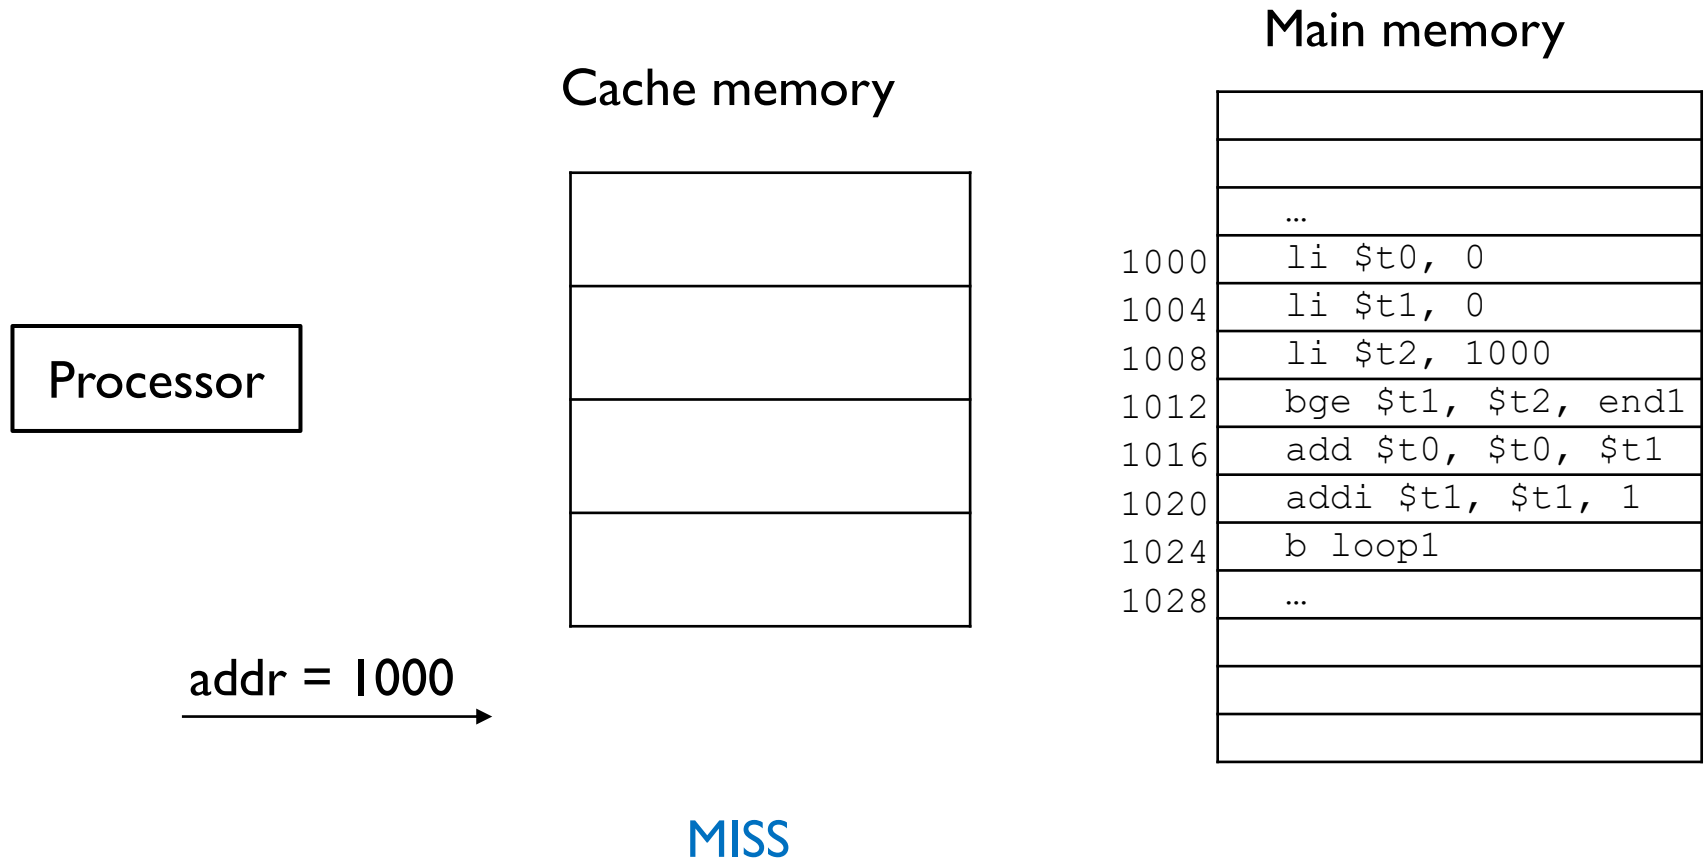 Main memory
Cache memory
…
1000 li $t0, 0
1004 li $t1, 0
1008 li $t2, 1000
Processor
1012 bge $t1, $t2, end1
1016 add $t0, $t0, $t1
1020 addi $t1, $t1, 1
1024 b loop1
1028 …
addr = 1000
MISS